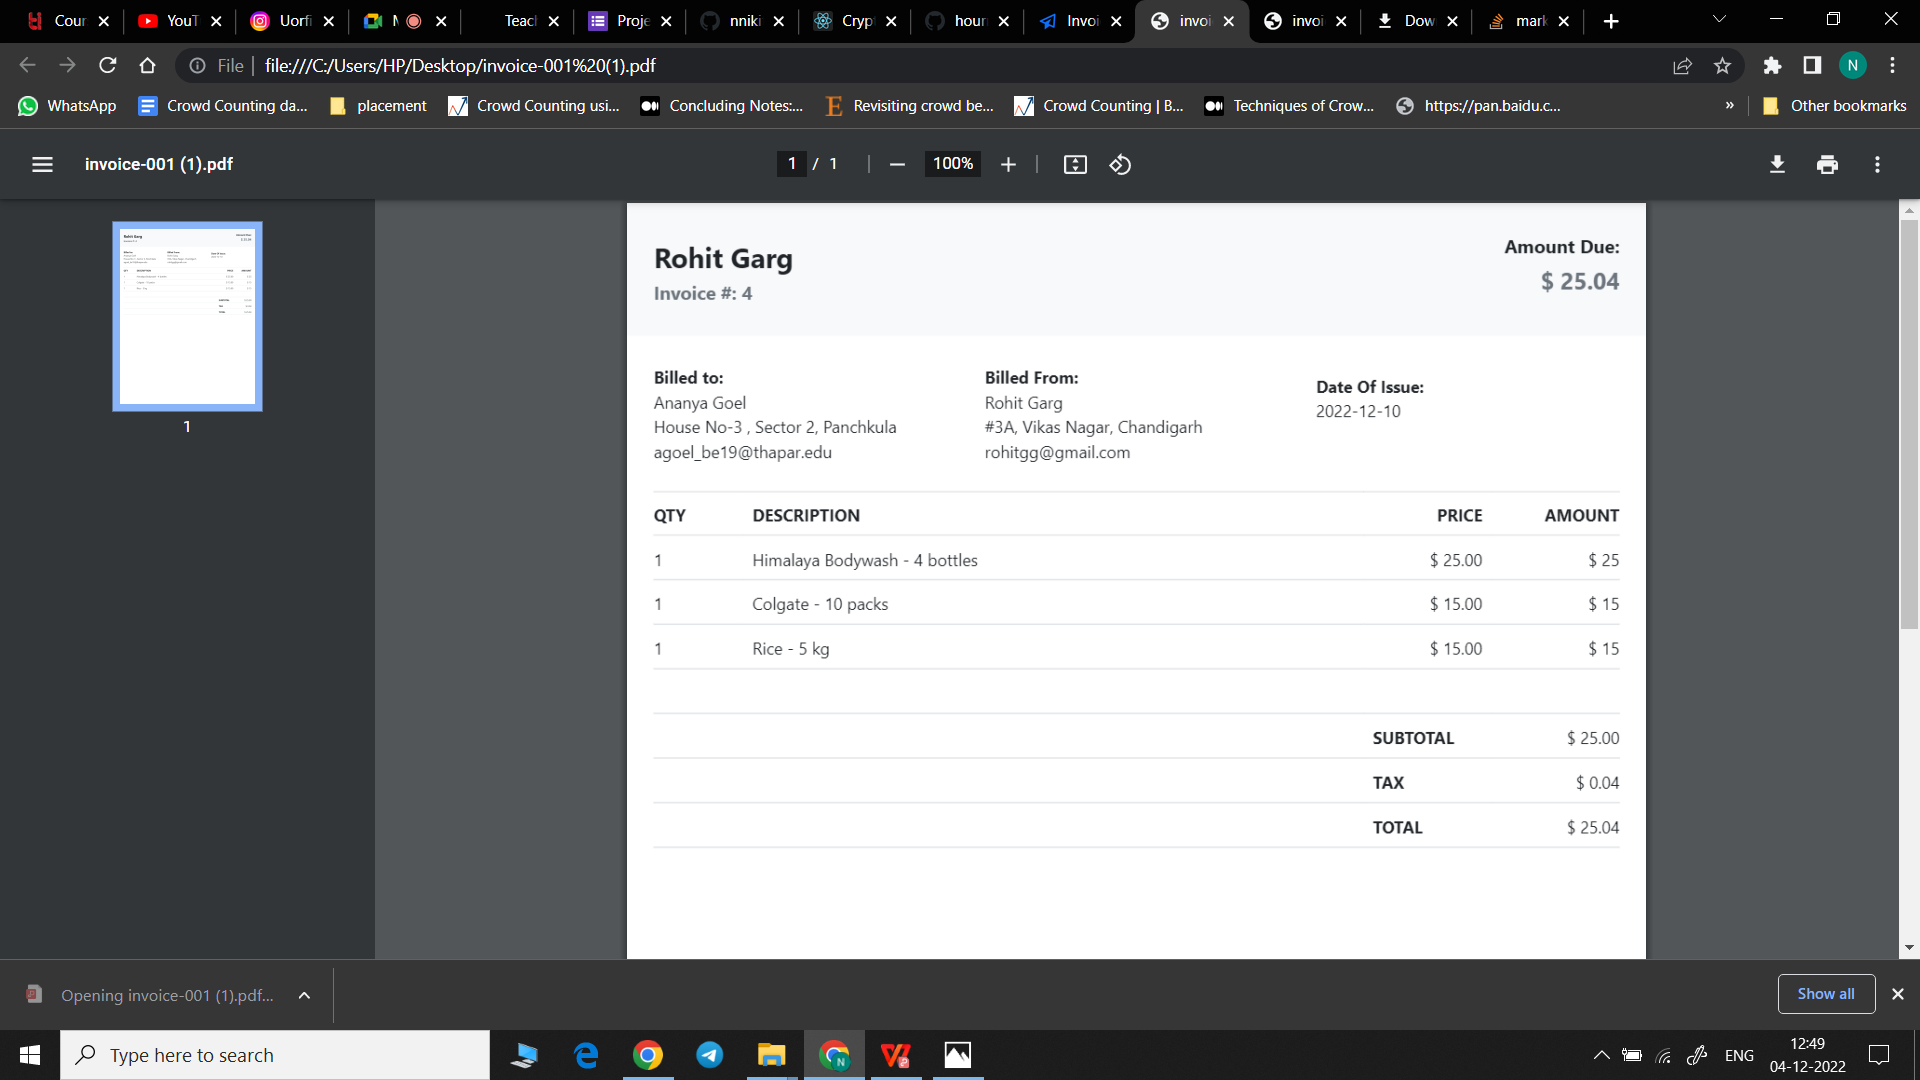 Cour
YouT
Uorfi
Teach
Proje
nniki
Cryp
hour
Invoi
invoi
invoi
Dow
mark
File
file:///C:/Users/HP/Desktop/invoice-001%20(1).pdf
N
WhatsApp
Crowd Counting da...
placement
Crowd Counting usi...
Concluding Notes:...
Revisiting crowd be...
Crowd Counting | B...
Techniques of Crow...
https://pan.baidu.c...
»
Other bookmarks
invoice-001 (1).pdf
1 / 1
100%
1
Rohit Garg
Invoice #: 4
Amount Due:
$ 25.04
Billed to:
Ananya Goel
House No-3 , Sector 2, Panchkula
agoel_be19@thapar.edu
Billed From:
Rohit Garg
#3A, Vikas Nagar, Chandigarh
rohitgg@gmail.com
Date Of Issue:
2022-12-10
QTY DESCRIPTION PRICE AMOUNT
1 Himalaya Bodywash - 4 bottles $ 25.00 $ 25
1 Colgate - 10 packs $ 15.00 $ 15
1 Rice - 5 kg $ 15.00 $ 15
SUBTOTAL $ 25.00
TAX $ 0.04
TOTAL $ 25.04
Opening invoice-001 (1).pdf...
Show all
Type here to search
ENG
12:49
04-12-2022